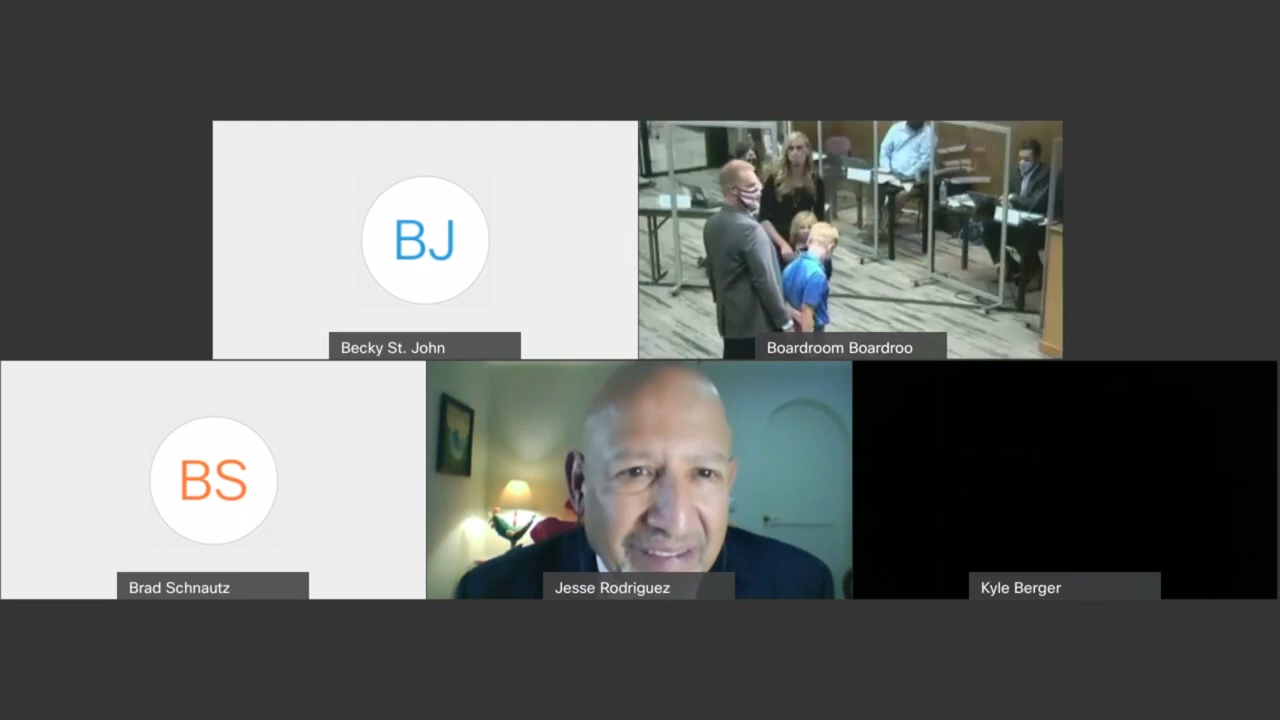 BJ
Becky St. John
Boardroom Boardroo
BS
Brad Schnautz
Jesse Rodriguez
Kyle Berger